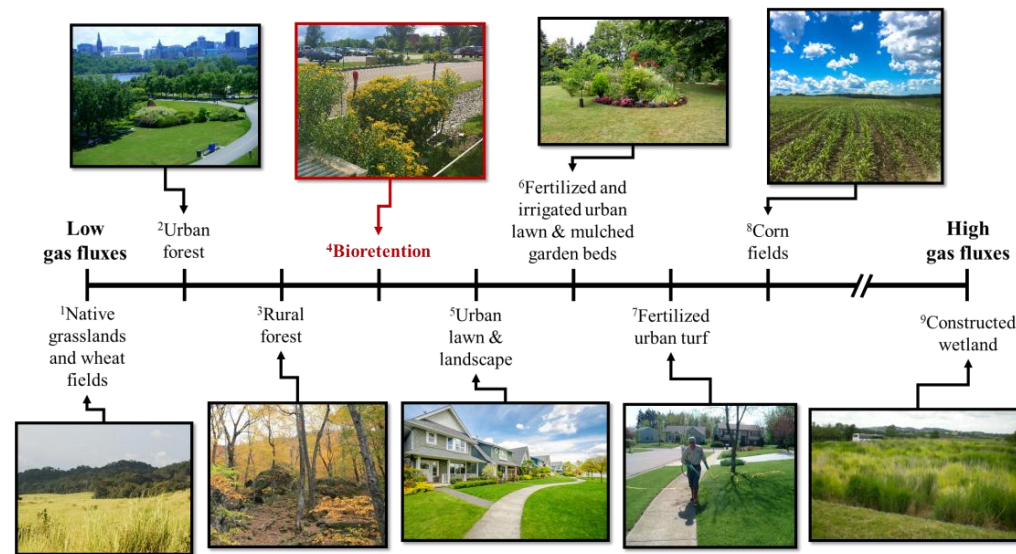 Low
gas fluxes
²Urban
forest
⁴Bioretention
⁶Fertilized and
irrigated urban
lawn & mulched
garden beds
⁸Corn
fields
High
gas fluxes
¹Native
grasslands
and wheat
fields
³Rural
forest
⁵Urban
lawn &
landscape
⁷Fertilized
urban turf
⁹Constructed
wetland